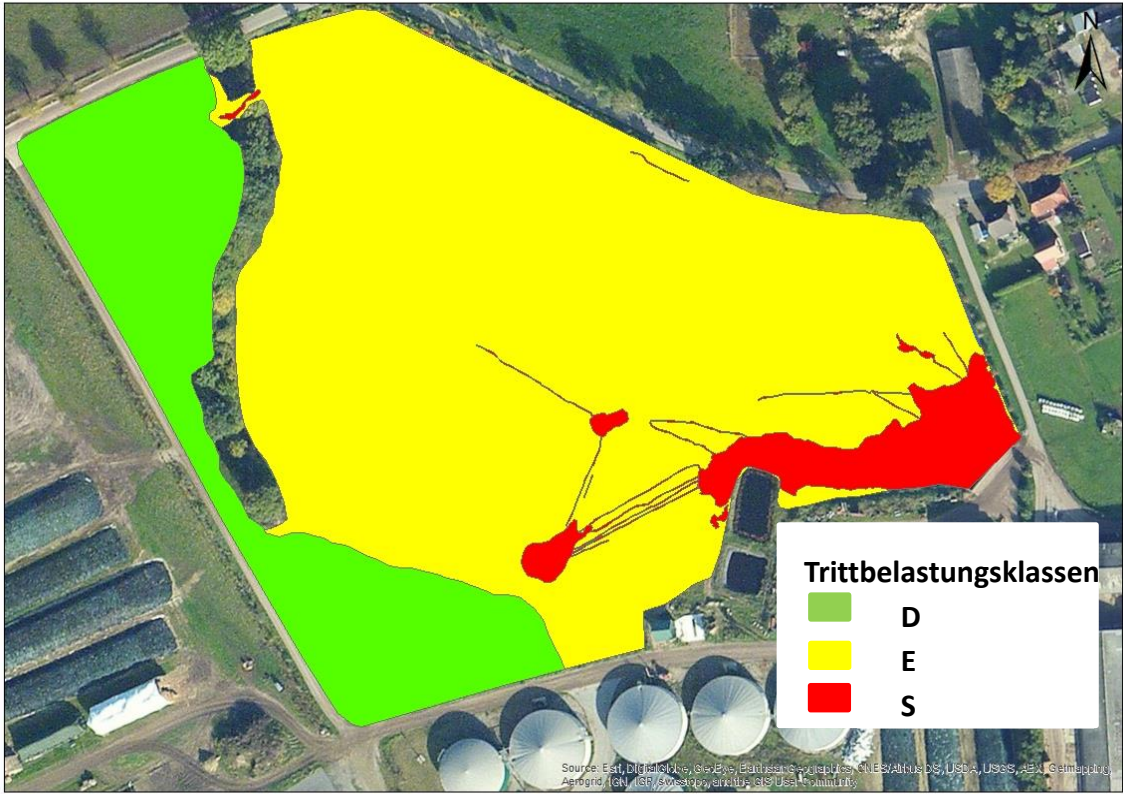 N
Trittbelastungsklassen
D
E
S
Source: Esri, DigitalGlobe, GeoEye, Earthstar Geographics, CNES/Airbus DS, USDA, USGS, AEX, Getmapping,
Aerogrid, IGN, IGP, swisstopo, and the GIS User Community